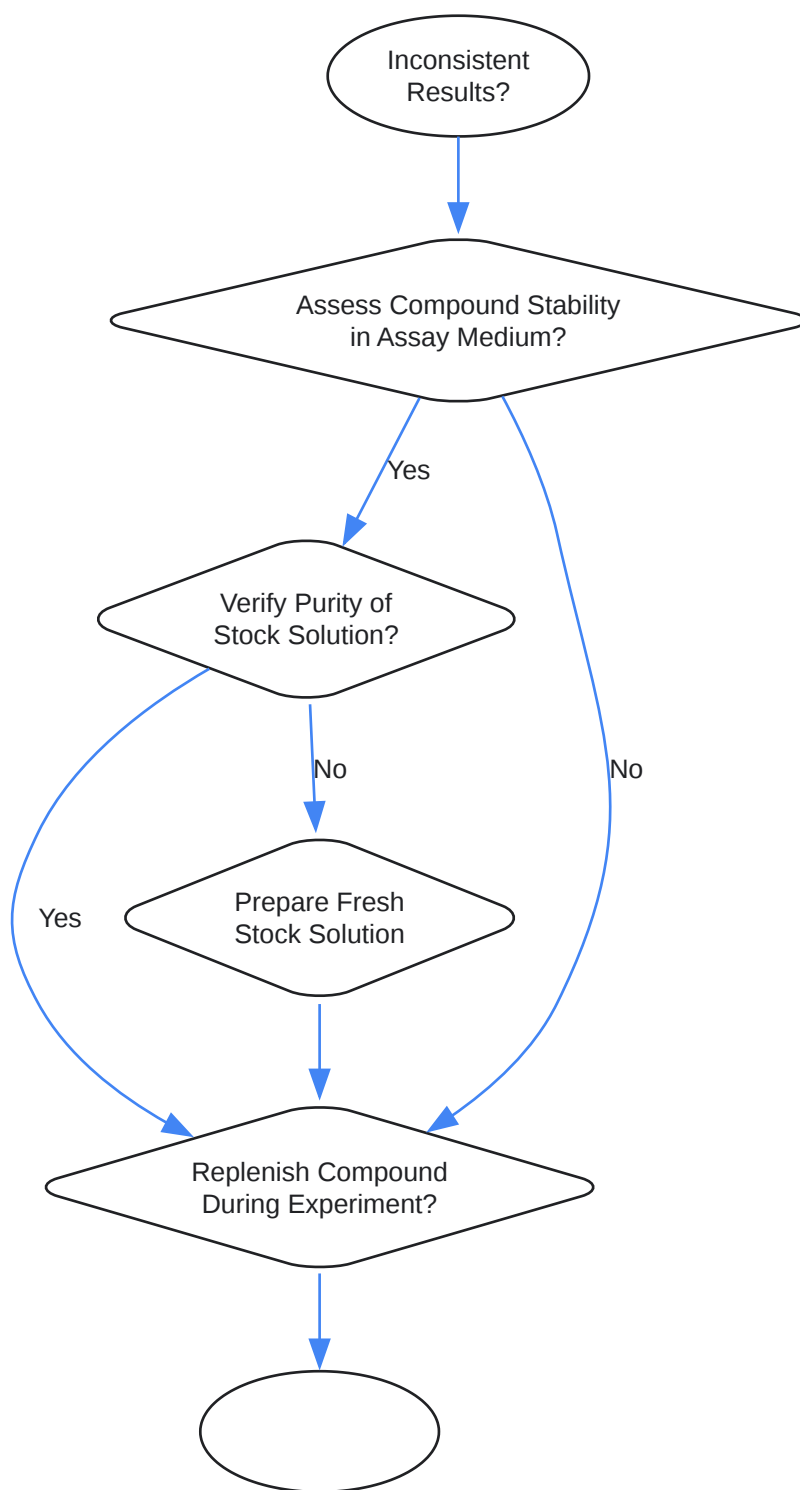 Inconsistent
Results?
Assess Compound Stability
in Assay Medium?
Yes
Verify Purity of
Stock Solution?
No
No
Prepare Fresh
Stock Solution
Yes
Replenish Compound
During Experiment?